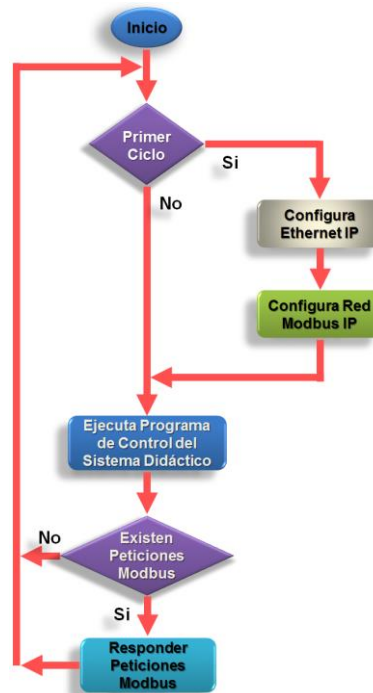 Inicio
Primer
Ciclo
Si
No
Configura
Ethernet IP
Configura Red
Modbus IP
Ejecuta Programa
de Control del
Sistema Didáctico
No
Existen
Peticiones
Modbus
Si
Responder
Peticiones
Modbus